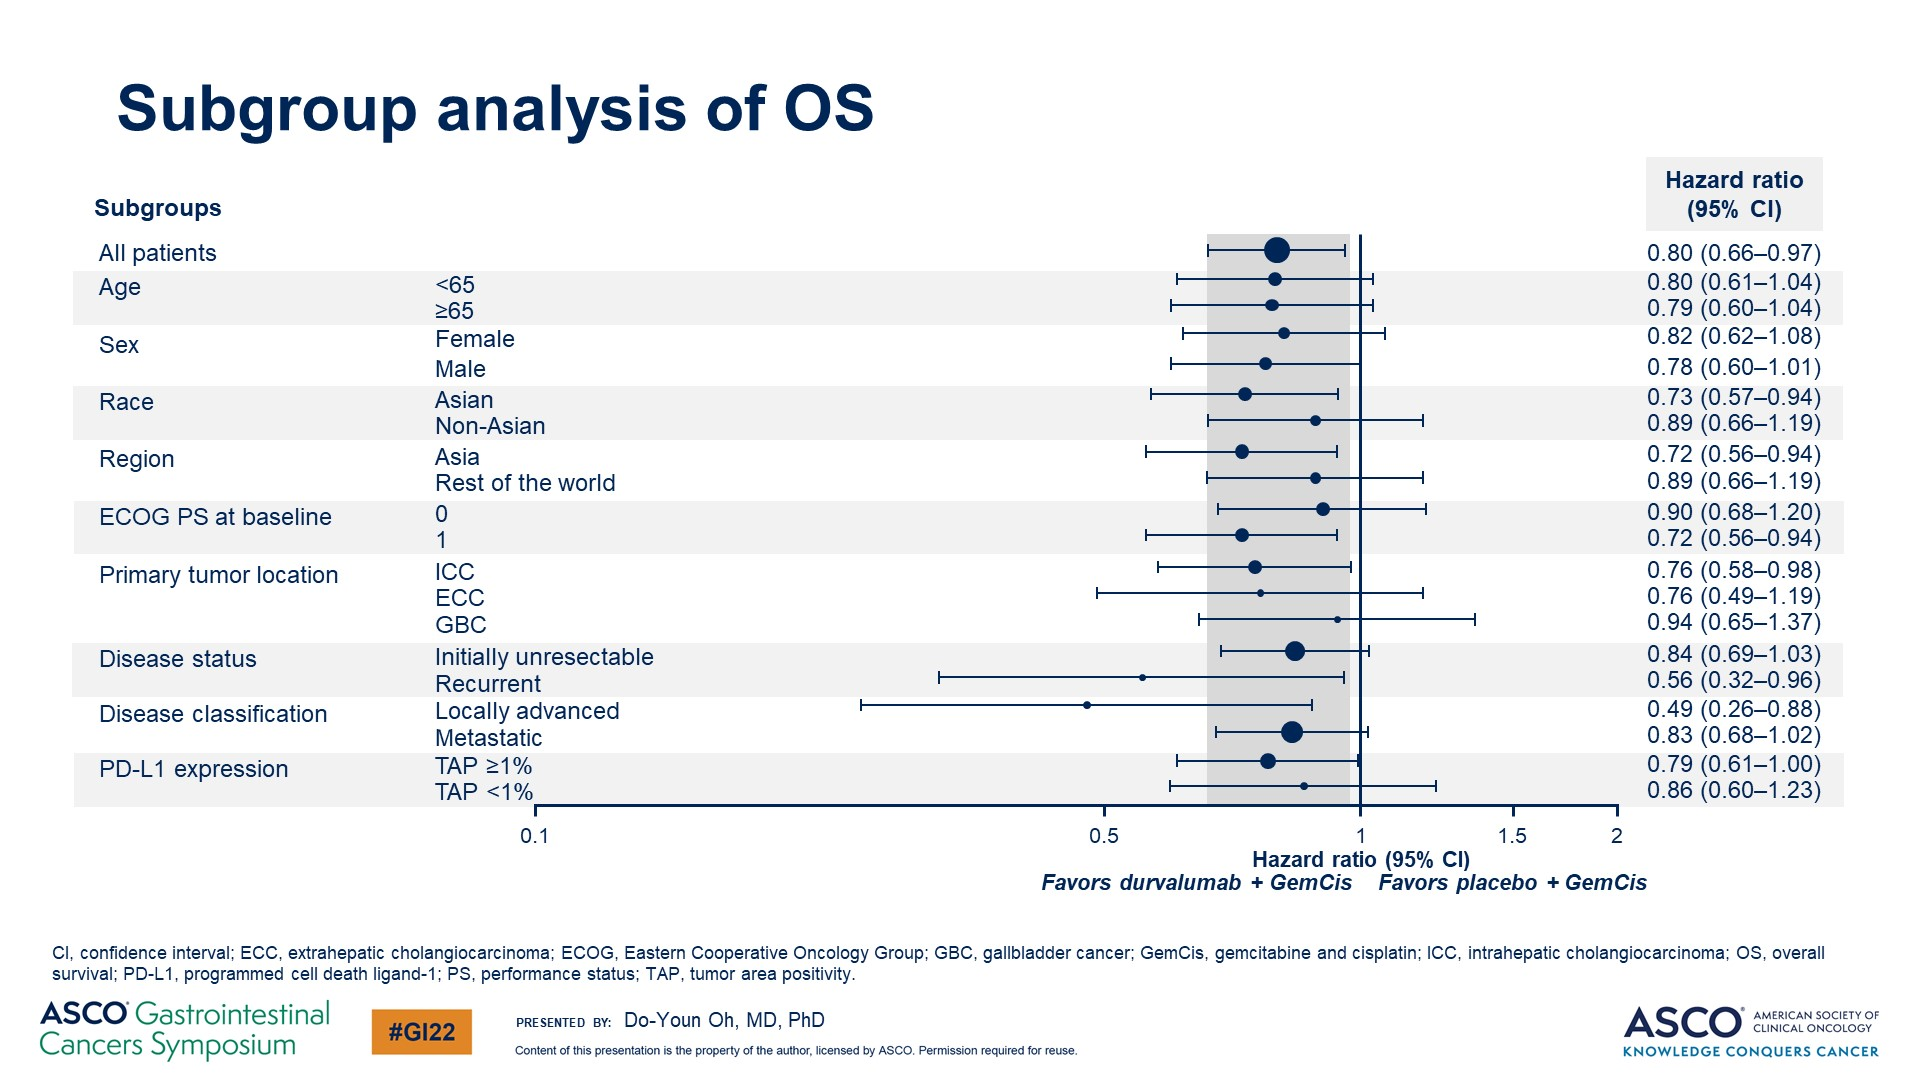 Subgroup analysis of OS
Hazard ratio
(95% CI)
Subgroups
All patients 0.80 (0.66–0.97)
Age <65 0.80 (0.61–1.04)
≥65 0.79 (0.60–1.04)
Sex Female 0.82 (0.62–1.08)
Male 0.78 (0.60–1.01)
Race Asian 0.73 (0.57–0.94)
Non-Asian 0.89 (0.66–1.19)
Region Asia 0.72 (0.56–0.94)
Rest of the world 0.89 (0.66–1.19)
ECOG PS at baseline 0 0.90 (0.68–1.20)
1 0.72 (0.56–0.94)
Primary tumor location ICC 0.76 (0.58–0.98)
ECC 0.76 (0.49–1.19)
GBC 0.94 (0.65–1.37)
Disease status Initially unresectable 0.84 (0.69–1.03)
Recurrent 0.56 (0.32–0.96)
Disease classification Locally advanced 0.49 (0.26–0.88)
Metastatic 0.83 (0.68–1.02)
PD-L1 expression TAP ≥1% 0.79 (0.61–1.00)
TAP <1% 0.86 (0.60–1.23)
0.1 0.5 1 1.5 2
Hazard ratio (95% CI)
Favors durvalumab + GemCis Favors placebo + GemCis
CI, confidence interval; ECC, extrahepatic cholangiocarcinoma; ECOG, Eastern Cooperative Oncology Group; GBC, gallbladder cancer; GemCis, gemcitabine and cisplatin; ICC, intrahepatic cholangiocarcinoma; OS, overall
survival; PD-L1, programmed cell death ligand-1; PS, performance status; TAP, tumor area positivity.
ASCO Gastrointestinal
Cancers Symposium
#GI22
PRESENTED BY: Do-Youn Oh, MD, PhD
Content of this presentation is the property of the author, licensed by ASCO. Permission required for reuse.
ASCO AMERICAN SOCIETY OF
CLINICAL ONCOLOGY
KNOWLEDGE CONQUERS CANCER